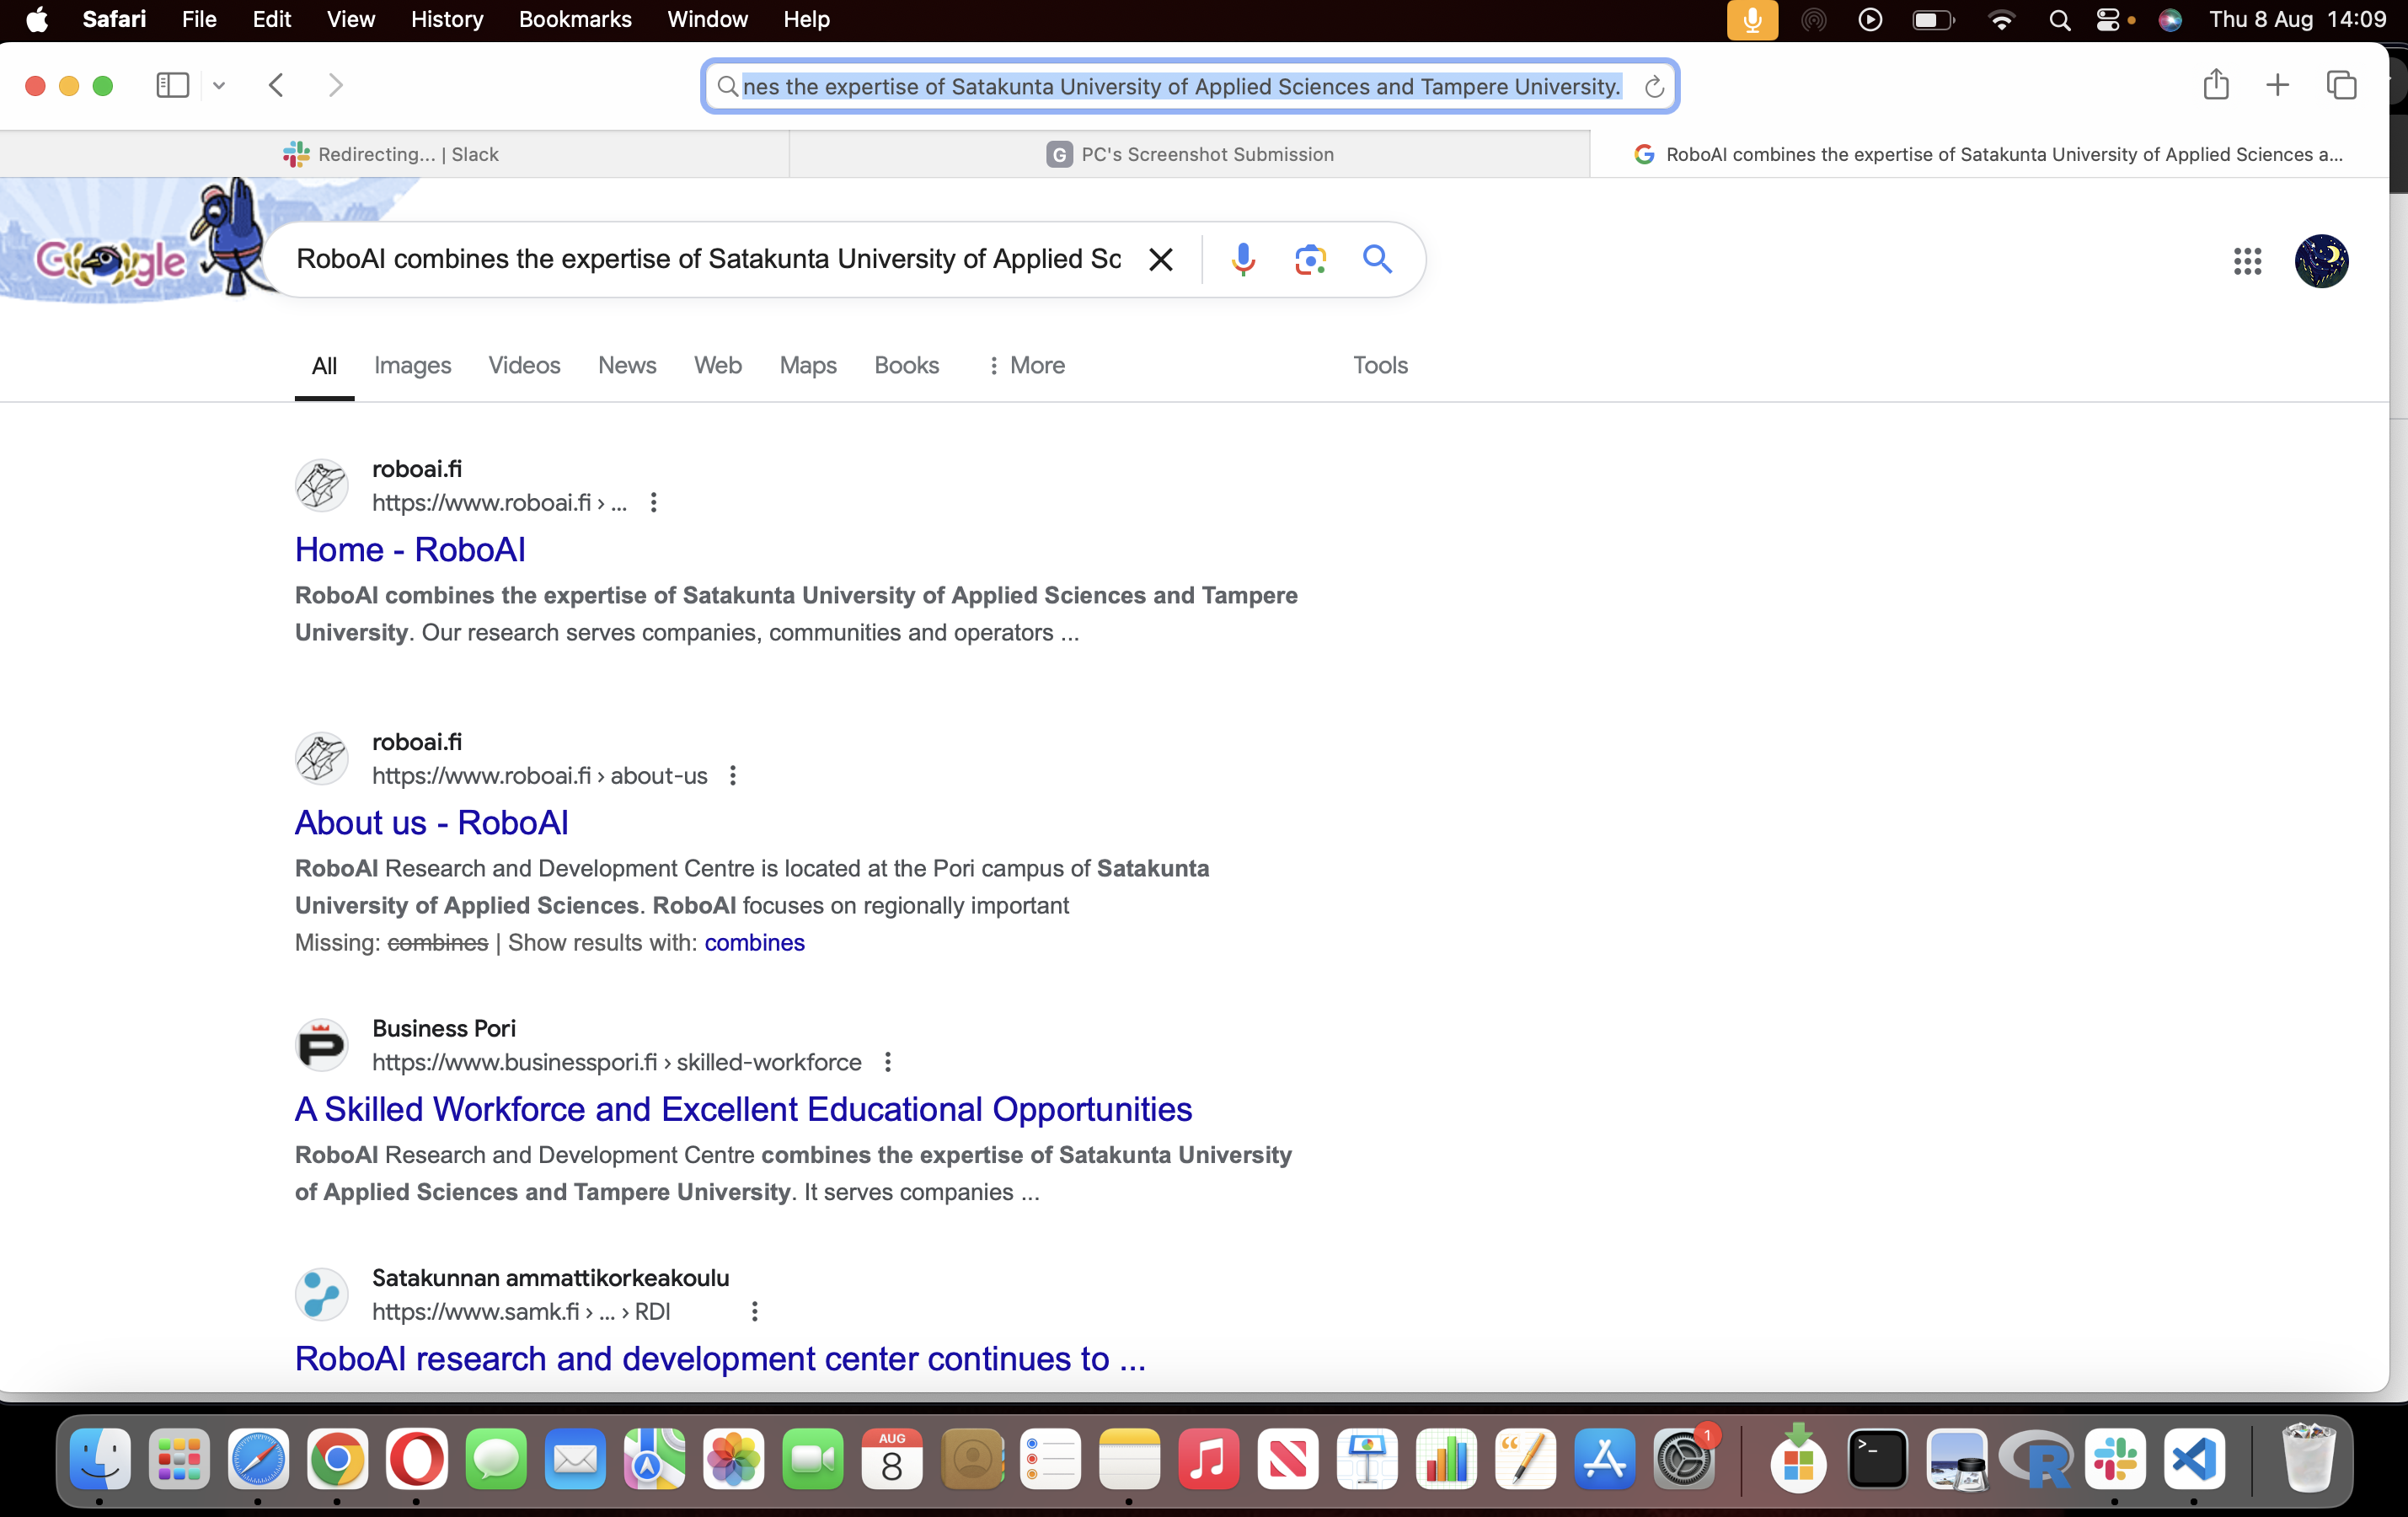 Safari File Edit View History Bookmarks Window Help Thu 8 Aug 14:09
nes the expertise of Satakunta University of Applied Sciences and Tampere University.
Redirecting... | Slack
G PC's Screenshot Submission
G RoboAI combines the expertise of Satakunta University of Applied Sciences a...
Google
RoboAI combines the expertise of Satakunta University of Applied Sc
All Images Videos News Web Maps Books More Tools
roboai.fi
https://www.roboai.fi › ...
Home - RoboAI
RoboAI combines the expertise of Satakunta University of Applied Sciences and Tampere
University. Our research serves companies, communities and operators ...
roboai.fi
https://www.roboai.fi › about-us
About us - RoboAI
RoboAI Research and Development Centre is located at the Pori campus of Satakunta
University of Applied Sciences. RoboAI focuses on regionally important
Missing: combines | Show results with: combines
Business Pori
https://www.businesspori.fi › skilled-workforce
A Skilled Workforce and Excellent Educational Opportunities
RoboAI Research and Development Centre combines the expertise of Satakunta University
of Applied Sciences and Tampere University. It serves companies ...
Satakunnan ammattikorkeakoulu
https://www.samk.fi › ... › RDI
RoboAI research and development center continues to ...
AUG
8
1
>_
R